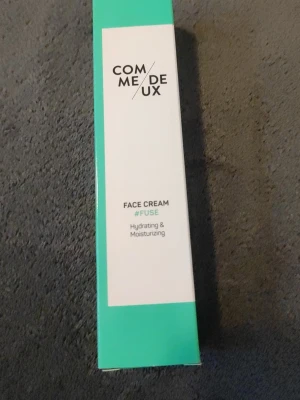 COM/
ME/DE
/UX
FACE CREAM
#FUSE
Hydrating &
Moisturizing